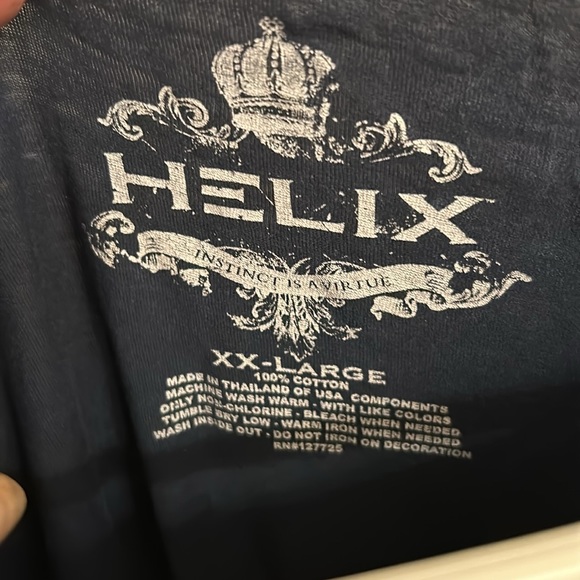 HELIX
INSTINCT IS A VIRTUE
XX-LARGE
100% COTTON
MADE IN THAILAND OF USA COMPONENTS
MACHINE WASH WARM • WITH LIKE COLORS
ONLY NON-CHLORINE • BLEACH WHEN NEEDED
TUMBLE DRY LOW • WARM IRON WHEN NEEDED
WASH INSIDE OUT • DO NOT IRON ON DECORATION
RN#127725